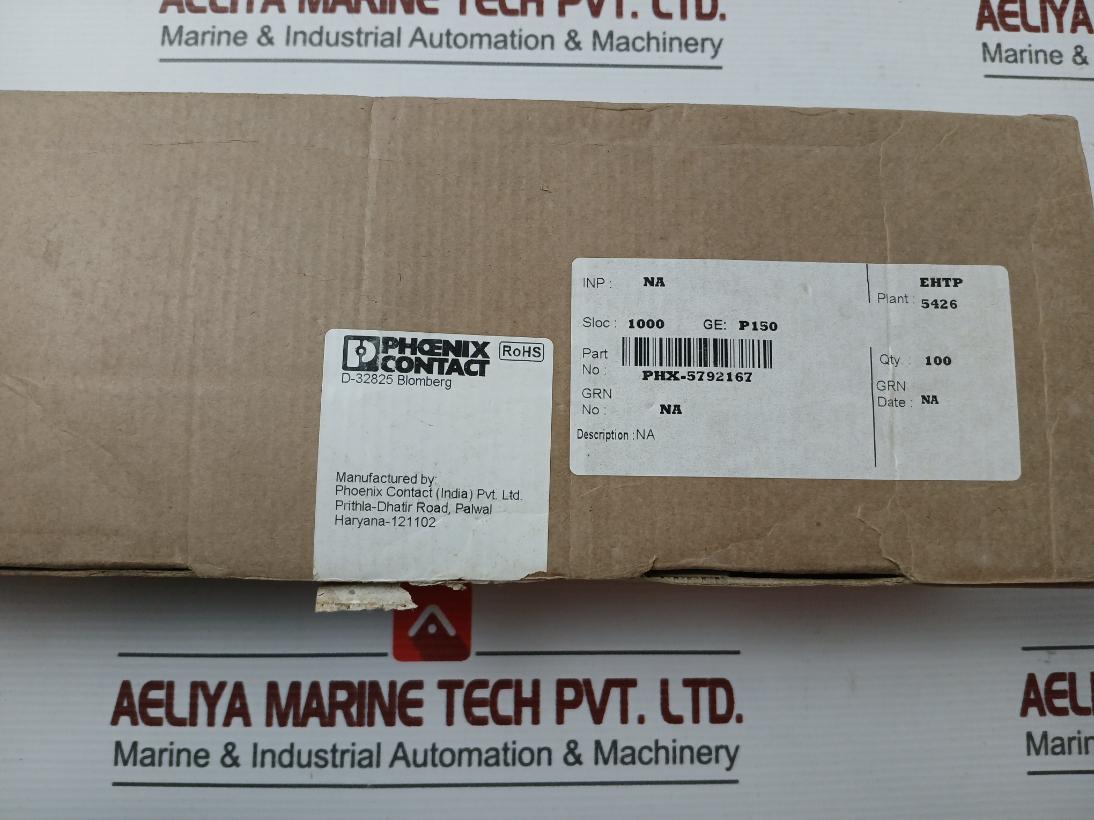 AELIYA MARINE TECH PVT. LTD.
Marine & Industrial Automation & Machinery
AELIYA
Marine &
INP : NA
EHTP
Plant : 5426
Sloc : 1000 GE: P150
Part
No :
PHX-5792167
Qty : 100
GRN
No : NA
GRN
Date : NA
Description : NA
PHŒNIX
CONTACT
RoHS
D-32825 Blomberg
Manufactured by:
Phoenix Contact (India) Pvt. Ltd.
Prithla-Dhatir Road, Palwal
Haryana-121102
AELIYA MARINE TECH PVT. LTD.
Marine & Industrial Automation & Machinery
AEL
Marin